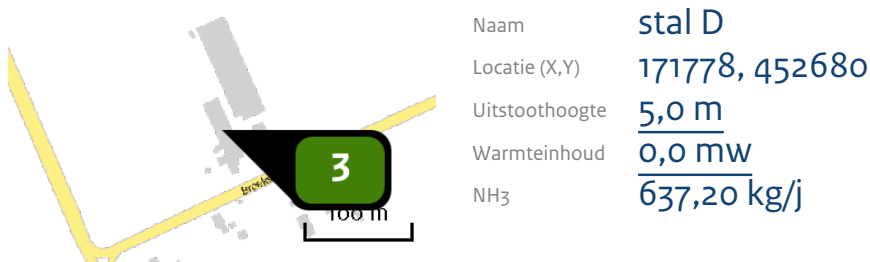 Naam stal D
Locatie (X,Y) 171778, 452680
Uitstoothoogte 5,0 m
Warmteinhoud 0,0 mw
NH3 637,20 kg/j
3
100 m